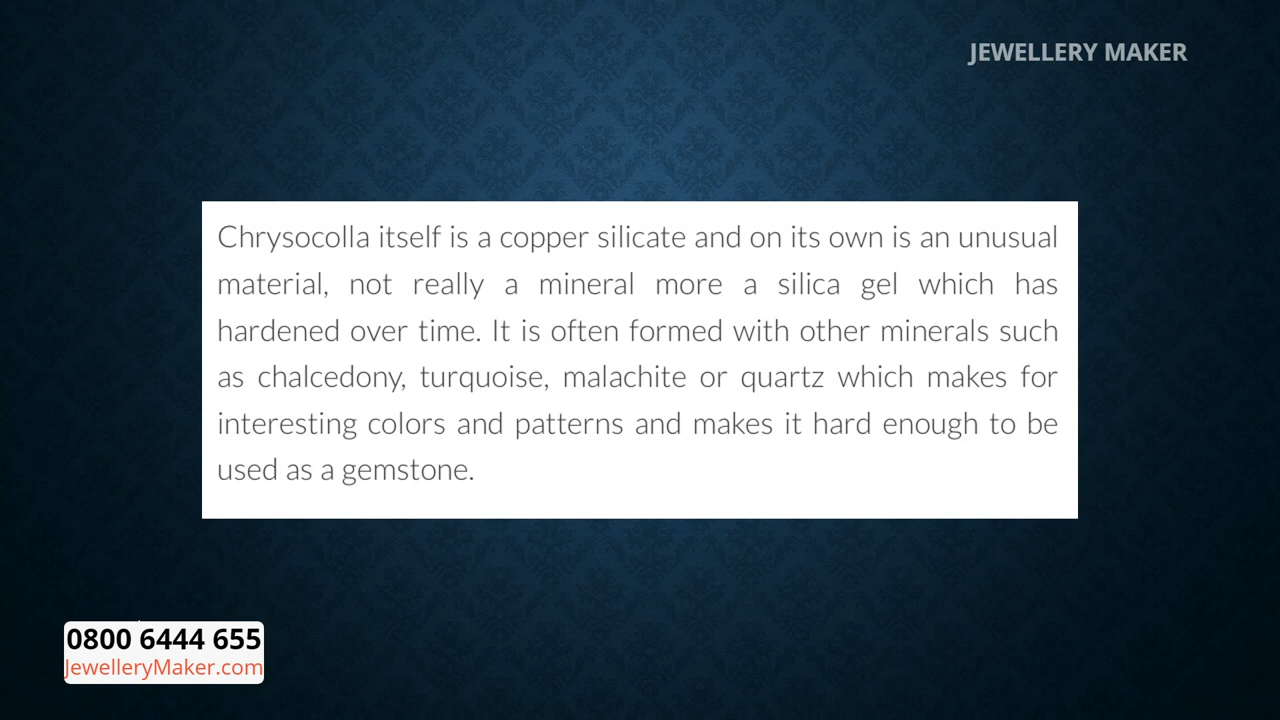 JEWELLERY MAKER
Chrysocolla itself is a copper silicate and on its own is an unusual
material, not really a mineral more a silica gel which has
hardened over time. It is often formed with other minerals such
as chalcedony, turquoise, malachite or quartz which makes for
interesting colors and patterns and makes it hard enough to be
used as a gemstone.
0800 6444 655
JewelleryMaker.com